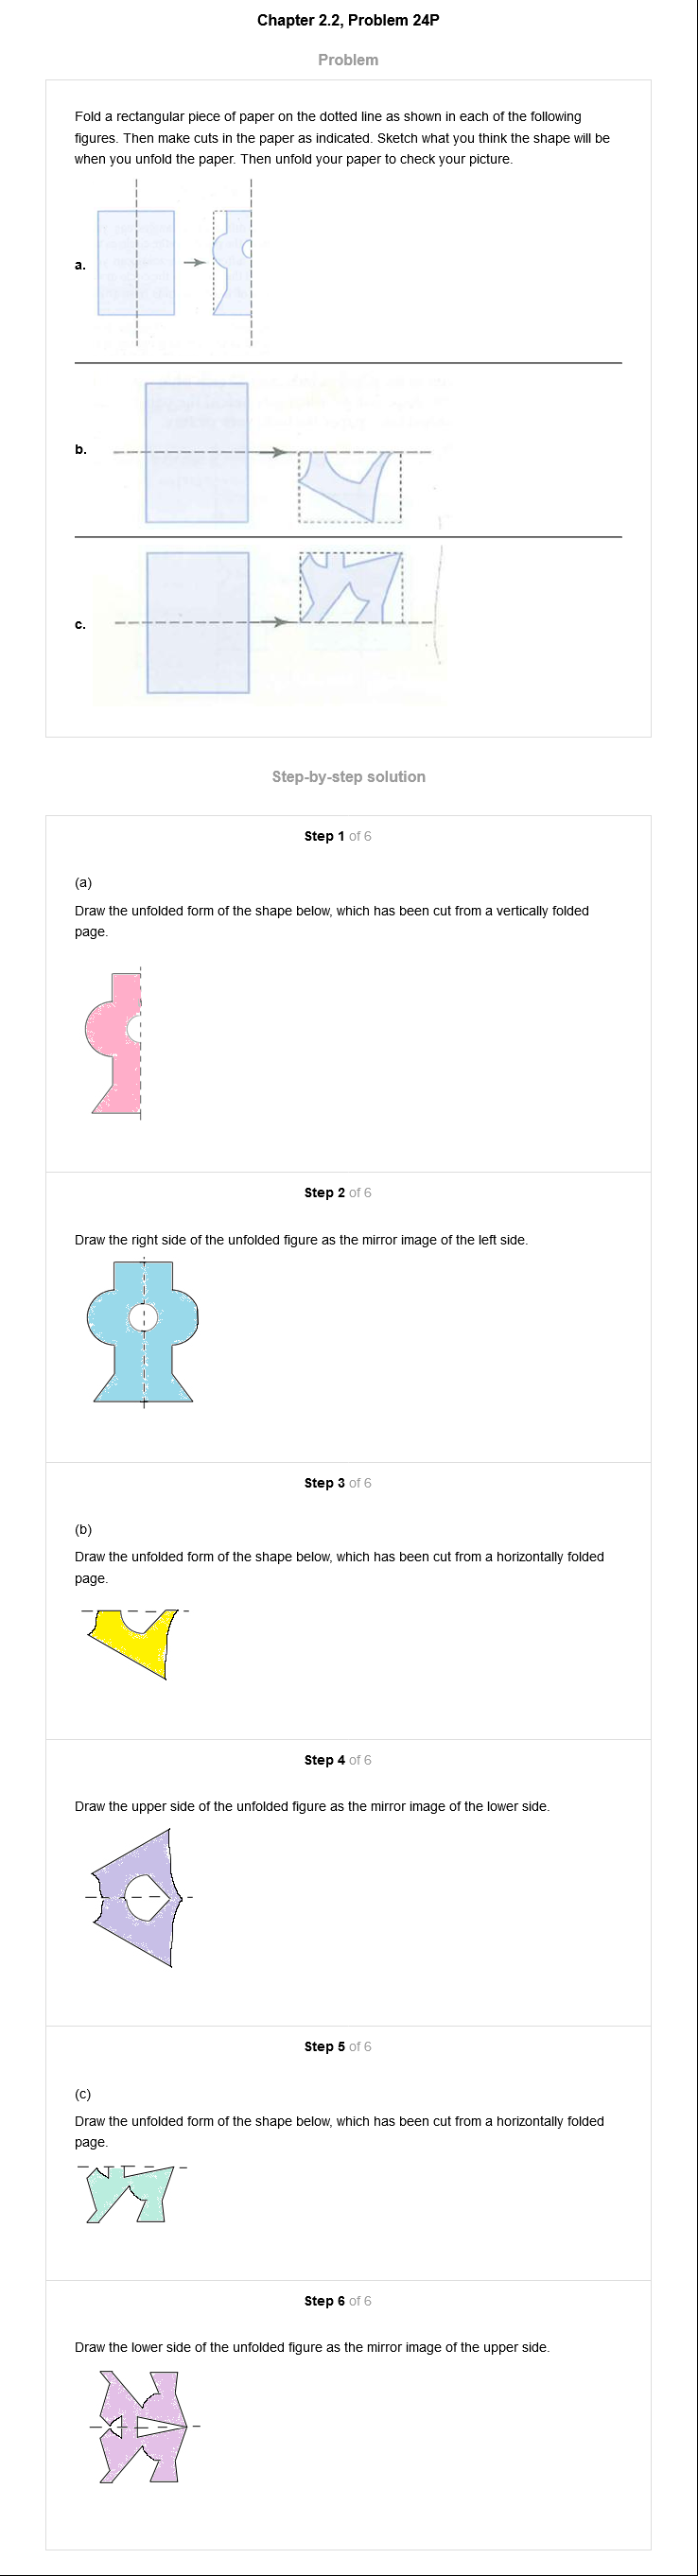 Chapter 2.2, Problem 24P
Problem
Fold a rectangular piece of paper on the dotted line as shown in each of the following
figures. Then make cuts in the paper as indicated. Sketch what you think the shape will be
when you unfold the paper. Then unfold your paper to check your picture.
a.
b.
c.
Step-by-step solution
Step 1 of 6
(a)
Draw the unfolded form of the shape below, which has been cut from a vertically folded
page.
Step 2 of 6
Draw the right side of the unfolded figure as the mirror image of the left side.
Step 3 of 6
(b)
Draw the unfolded form of the shape below, which has been cut from a horizontally folded
page.
Step 4 of 6
Draw the upper side of the unfolded figure as the mirror image of the lower side.
Step 5 of 6
(c)
Draw the unfolded form of the shape below, which has been cut from a horizontally folded
page.
Step 6 of 6
Draw the lower side of the unfolded figure as the mirror image of the upper side.